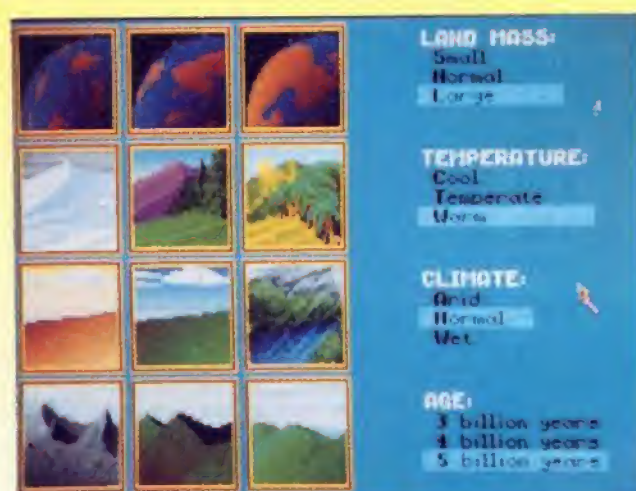 LAND MASS:
Small
Normal
Large
TEMPERATURE:
Cool
Temperate
Warm
CLIMATE:
Arid
Normal
Wet
AGE:
3 billion years
4 billion years
5 billion years